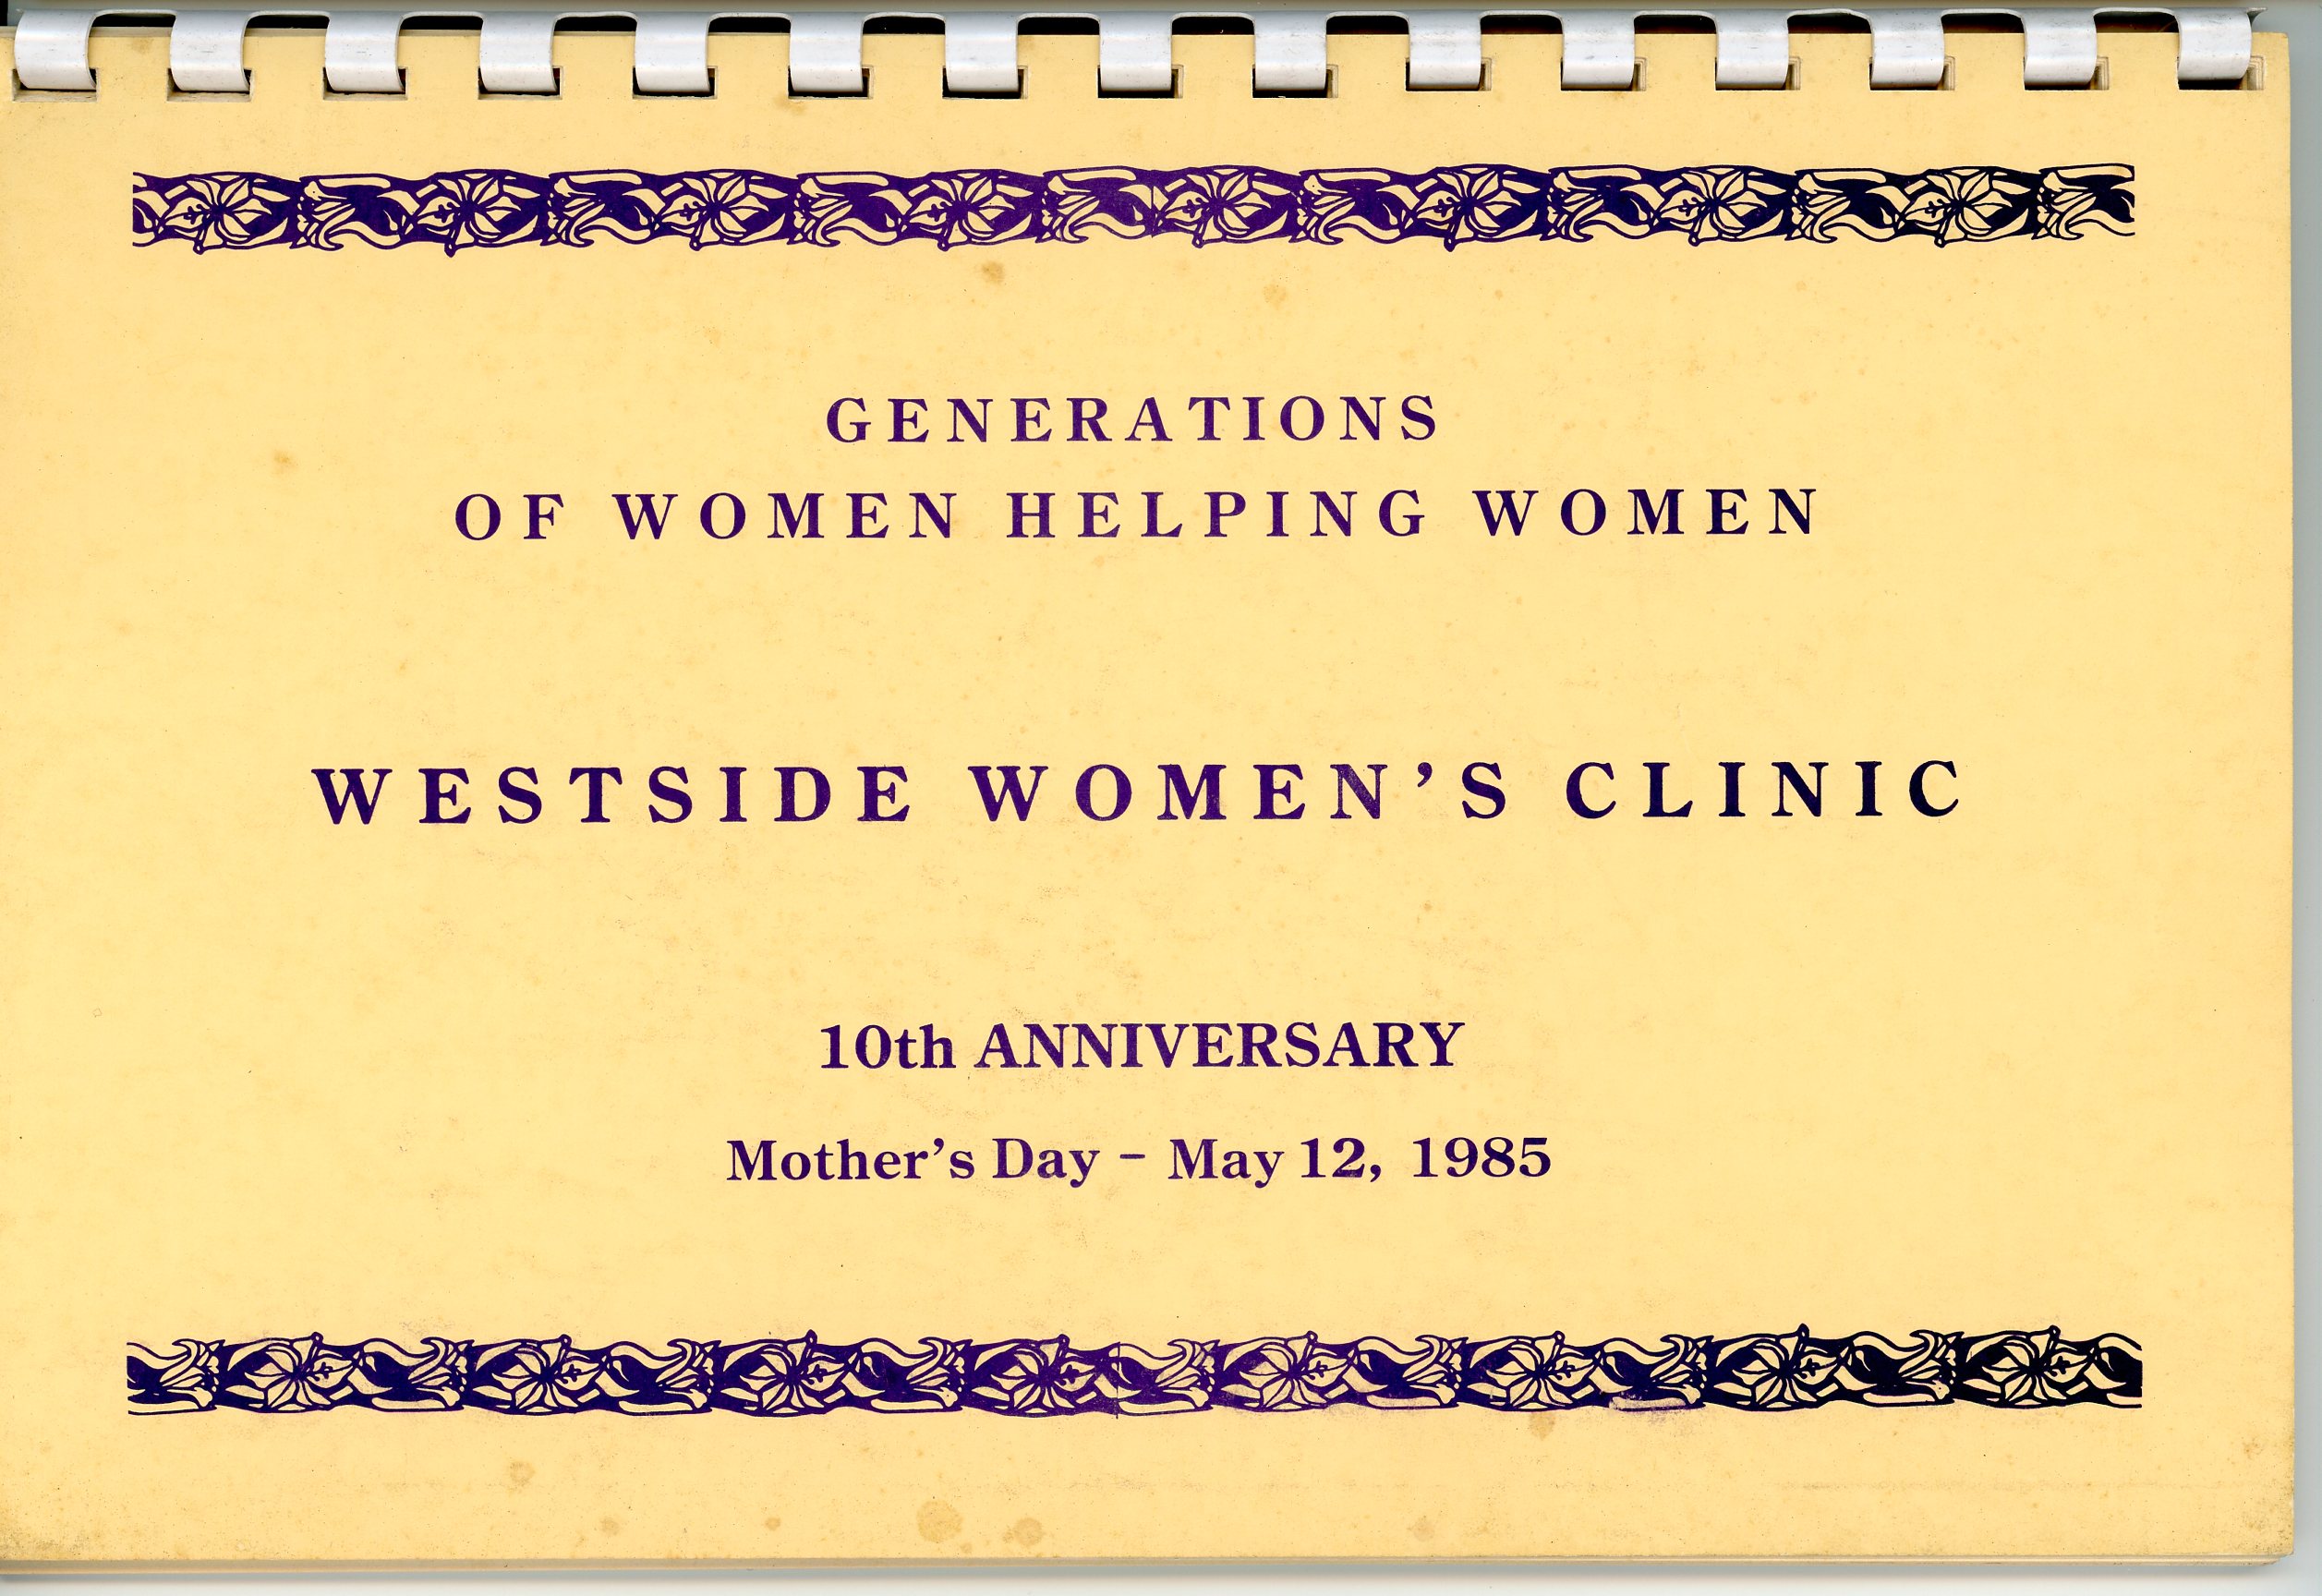 GENERATIONS
OF WOMEN HELPING WOMEN
WESTSIDE WOMEN’S CLINIC
10th ANNIVERSARY
Mother’s Day – May 12, 1985